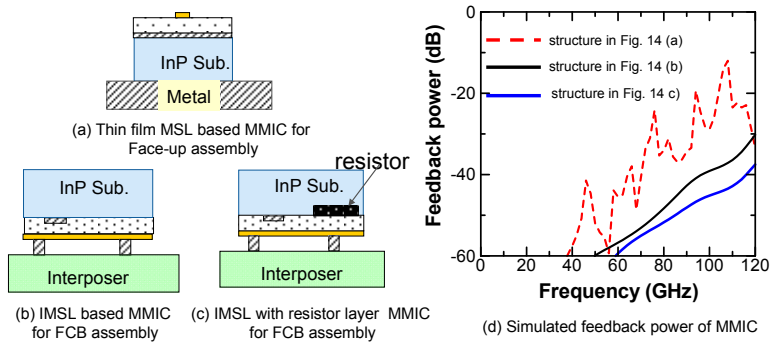 InP Sub.
Metal
(a) Thin film MSL based MMIC for
Face-up assembly
resistor
InP Sub.
InP Sub.
Interposer
Interposer
(b) IMSL based MMIC
for FCB assembly
(c) IMSL with resistor layer MMIC
for FCB assembly
Feedback power (dB)
0
-20
-40
-60
structure in Fig. 14 (a)
structure in Fig. 14 (b)
structure in Fig. 14 c)
0 20 40 60 80 100 120
Frequency (GHz)
(d) Simulated feedback power of MMIC